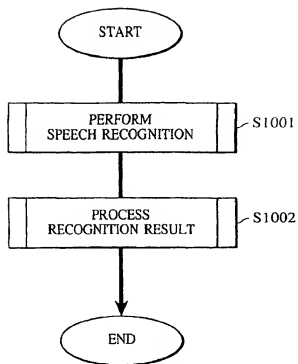 START
PERFORM
SPEECH RECOGNITION
S1001
PROCESS
RECOGNITION RESULT
S1002
END